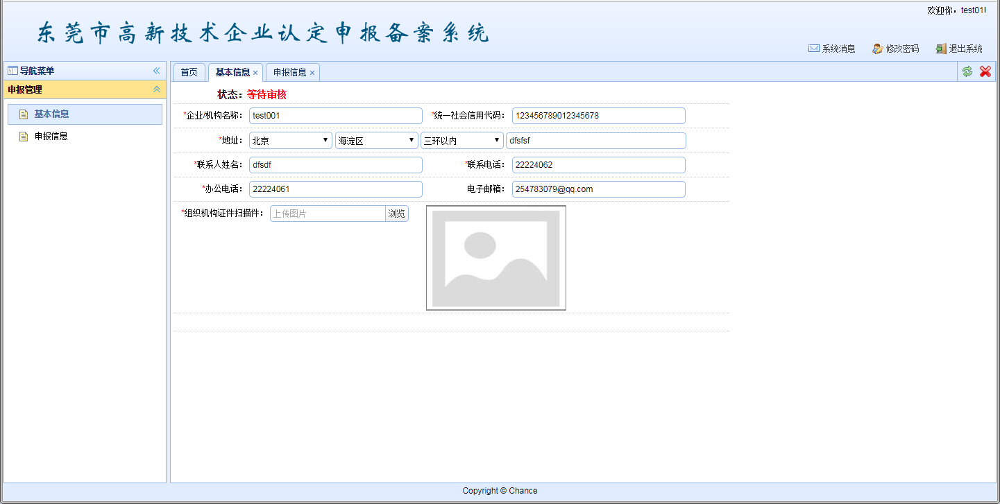 欢迎你，test01!
东莞市高新技术企业认定申报备案系统
系统消息 修改密码 退出系统
导航菜单
首页 基本信息 × 申报信息 ×
申报管理
基本信息
申报信息
状态：等待审核
*企业/机构名称： test001 *统一社会信用代码： 123456789012345678
*地址： 北京 海淀区 三环以内 dfsfsf
*联系人姓名： dfsdf *联系电话： 22224062
*办公电话： 22224061 电子邮箱： 254783079@qq.com
*组织机构证件扫描件： 上传图片 浏览
Copyright © Chance